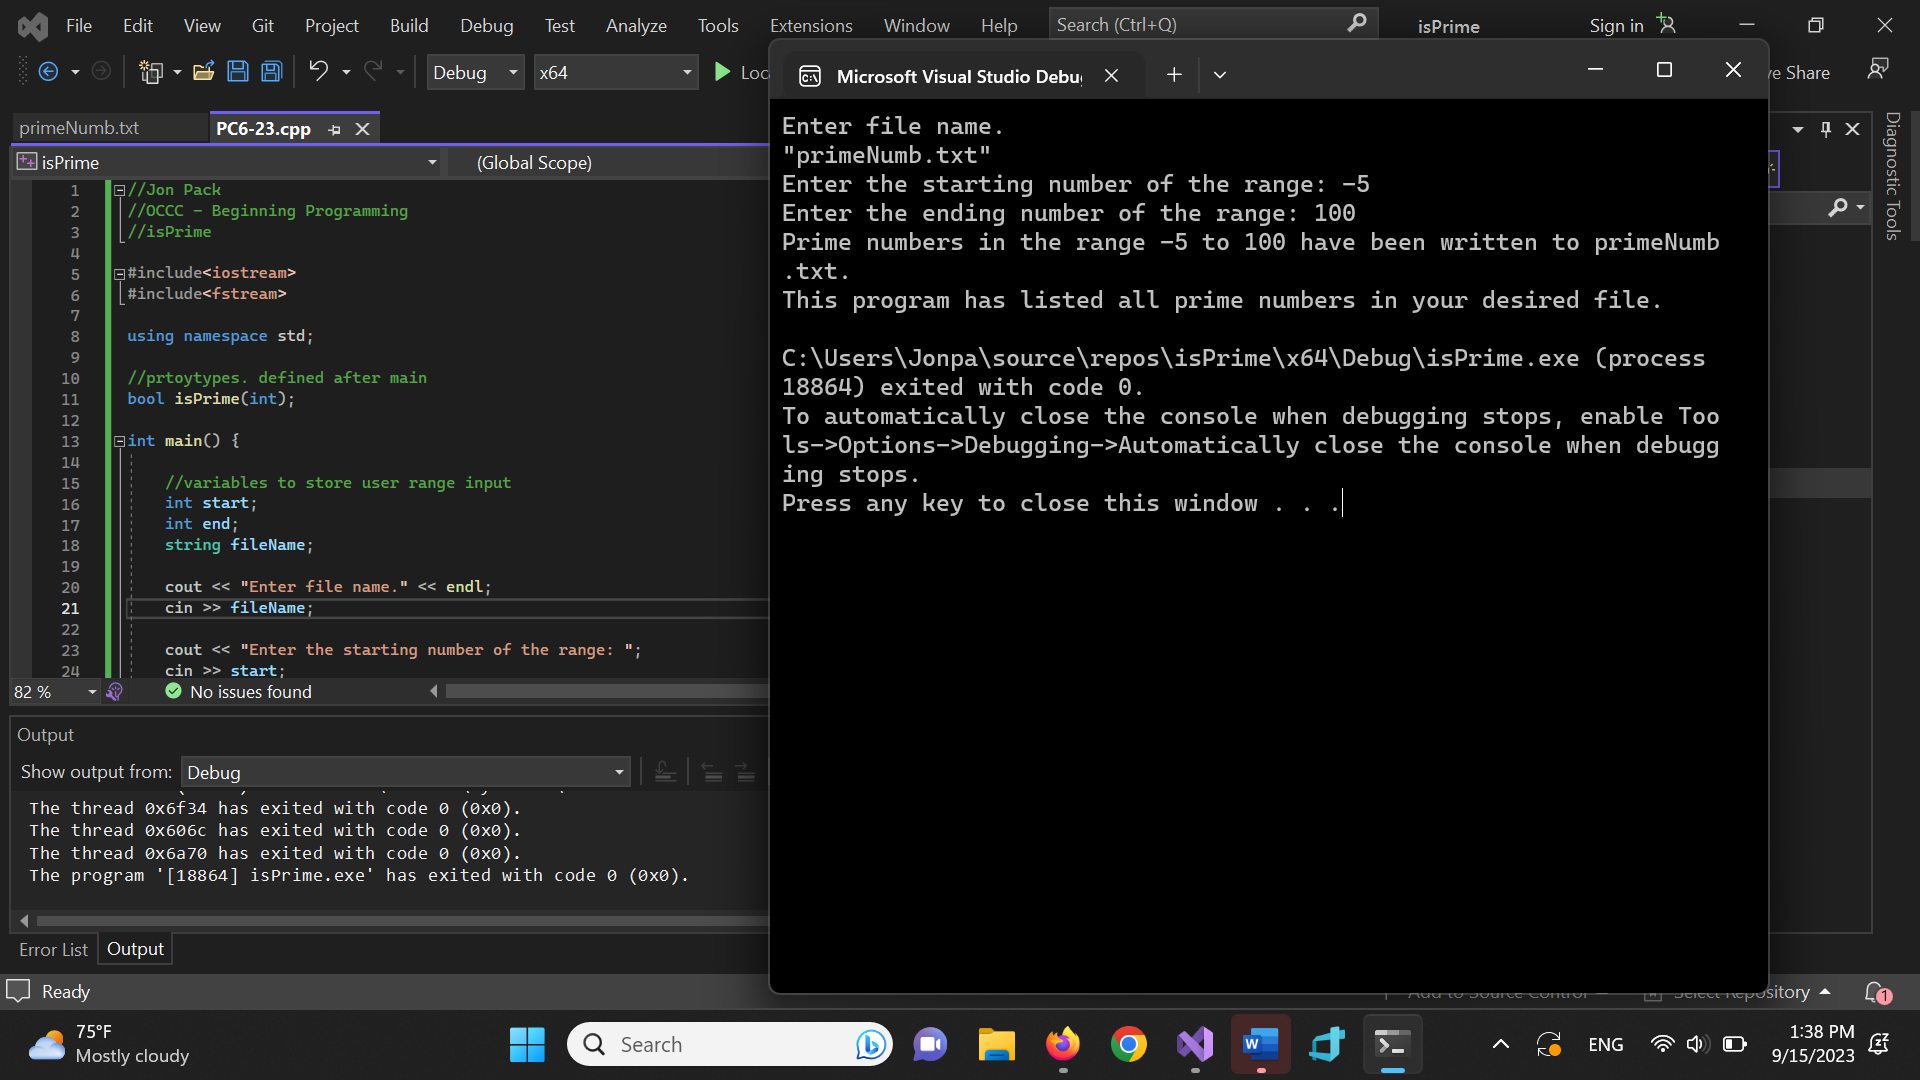 File Edit View Git Project Build Debug Test Analyze Tools Extensions Window Help Search (Ctrl+Q) isPrime Sign in
Debug x64 Loc
Microsoft Visual Studio Debu
ve Share
primeNumb.txt PC6-23.cpp
isPrime (Global Scope)
1 //Jon Pack
2 //OCCC - Beginning Programming
3 //isPrime
4
5 #include<iostream>
6 #include<fstream>
7
8 using namespace std;
9
10 //prtoytypes. defined after main
11 bool isPrime(int);
12
13 int main() {
14
15 //variables to store user range input
16 int start;
17 int end;
18 string fileName;
19
20 cout << "Enter file name." << endl;
21 cin >> fileName;
22
23 cout << "Enter the starting number of the range: ";
24 cin >> start;
82 % No issues found
Output
Show output from: Debug
The thread 0x6f34 has exited with code 0 (0x0).
The thread 0x606c has exited with code 0 (0x0).
The thread 0x6a70 has exited with code 0 (0x0).
The program '[18864] isPrime.exe' has exited with code 0 (0x0).
Error List Output
Enter file name.
"primeNumb.txt"
Enter the starting number of the range: -5
Enter the ending number of the range: 100
Prime numbers in the range -5 to 100 have been written to primeNumb
.txt.
This program has listed all prime numbers in your desired file.
C:\Users\Jonpa\source\repos\isPrime\x64\Debug\isPrime.exe (process
18864) exited with code 0.
To automatically close the console when debugging stops, enable Too
ls->Options->Debugging->Automatically close the console when debugg
ing stops.
Press any key to close this window . . .
Diagnostic Tools
Ready Add to Source Control Select Repository 1
75°F
Mostly cloudy
Search
ENG
1:38 PM
9/15/2023